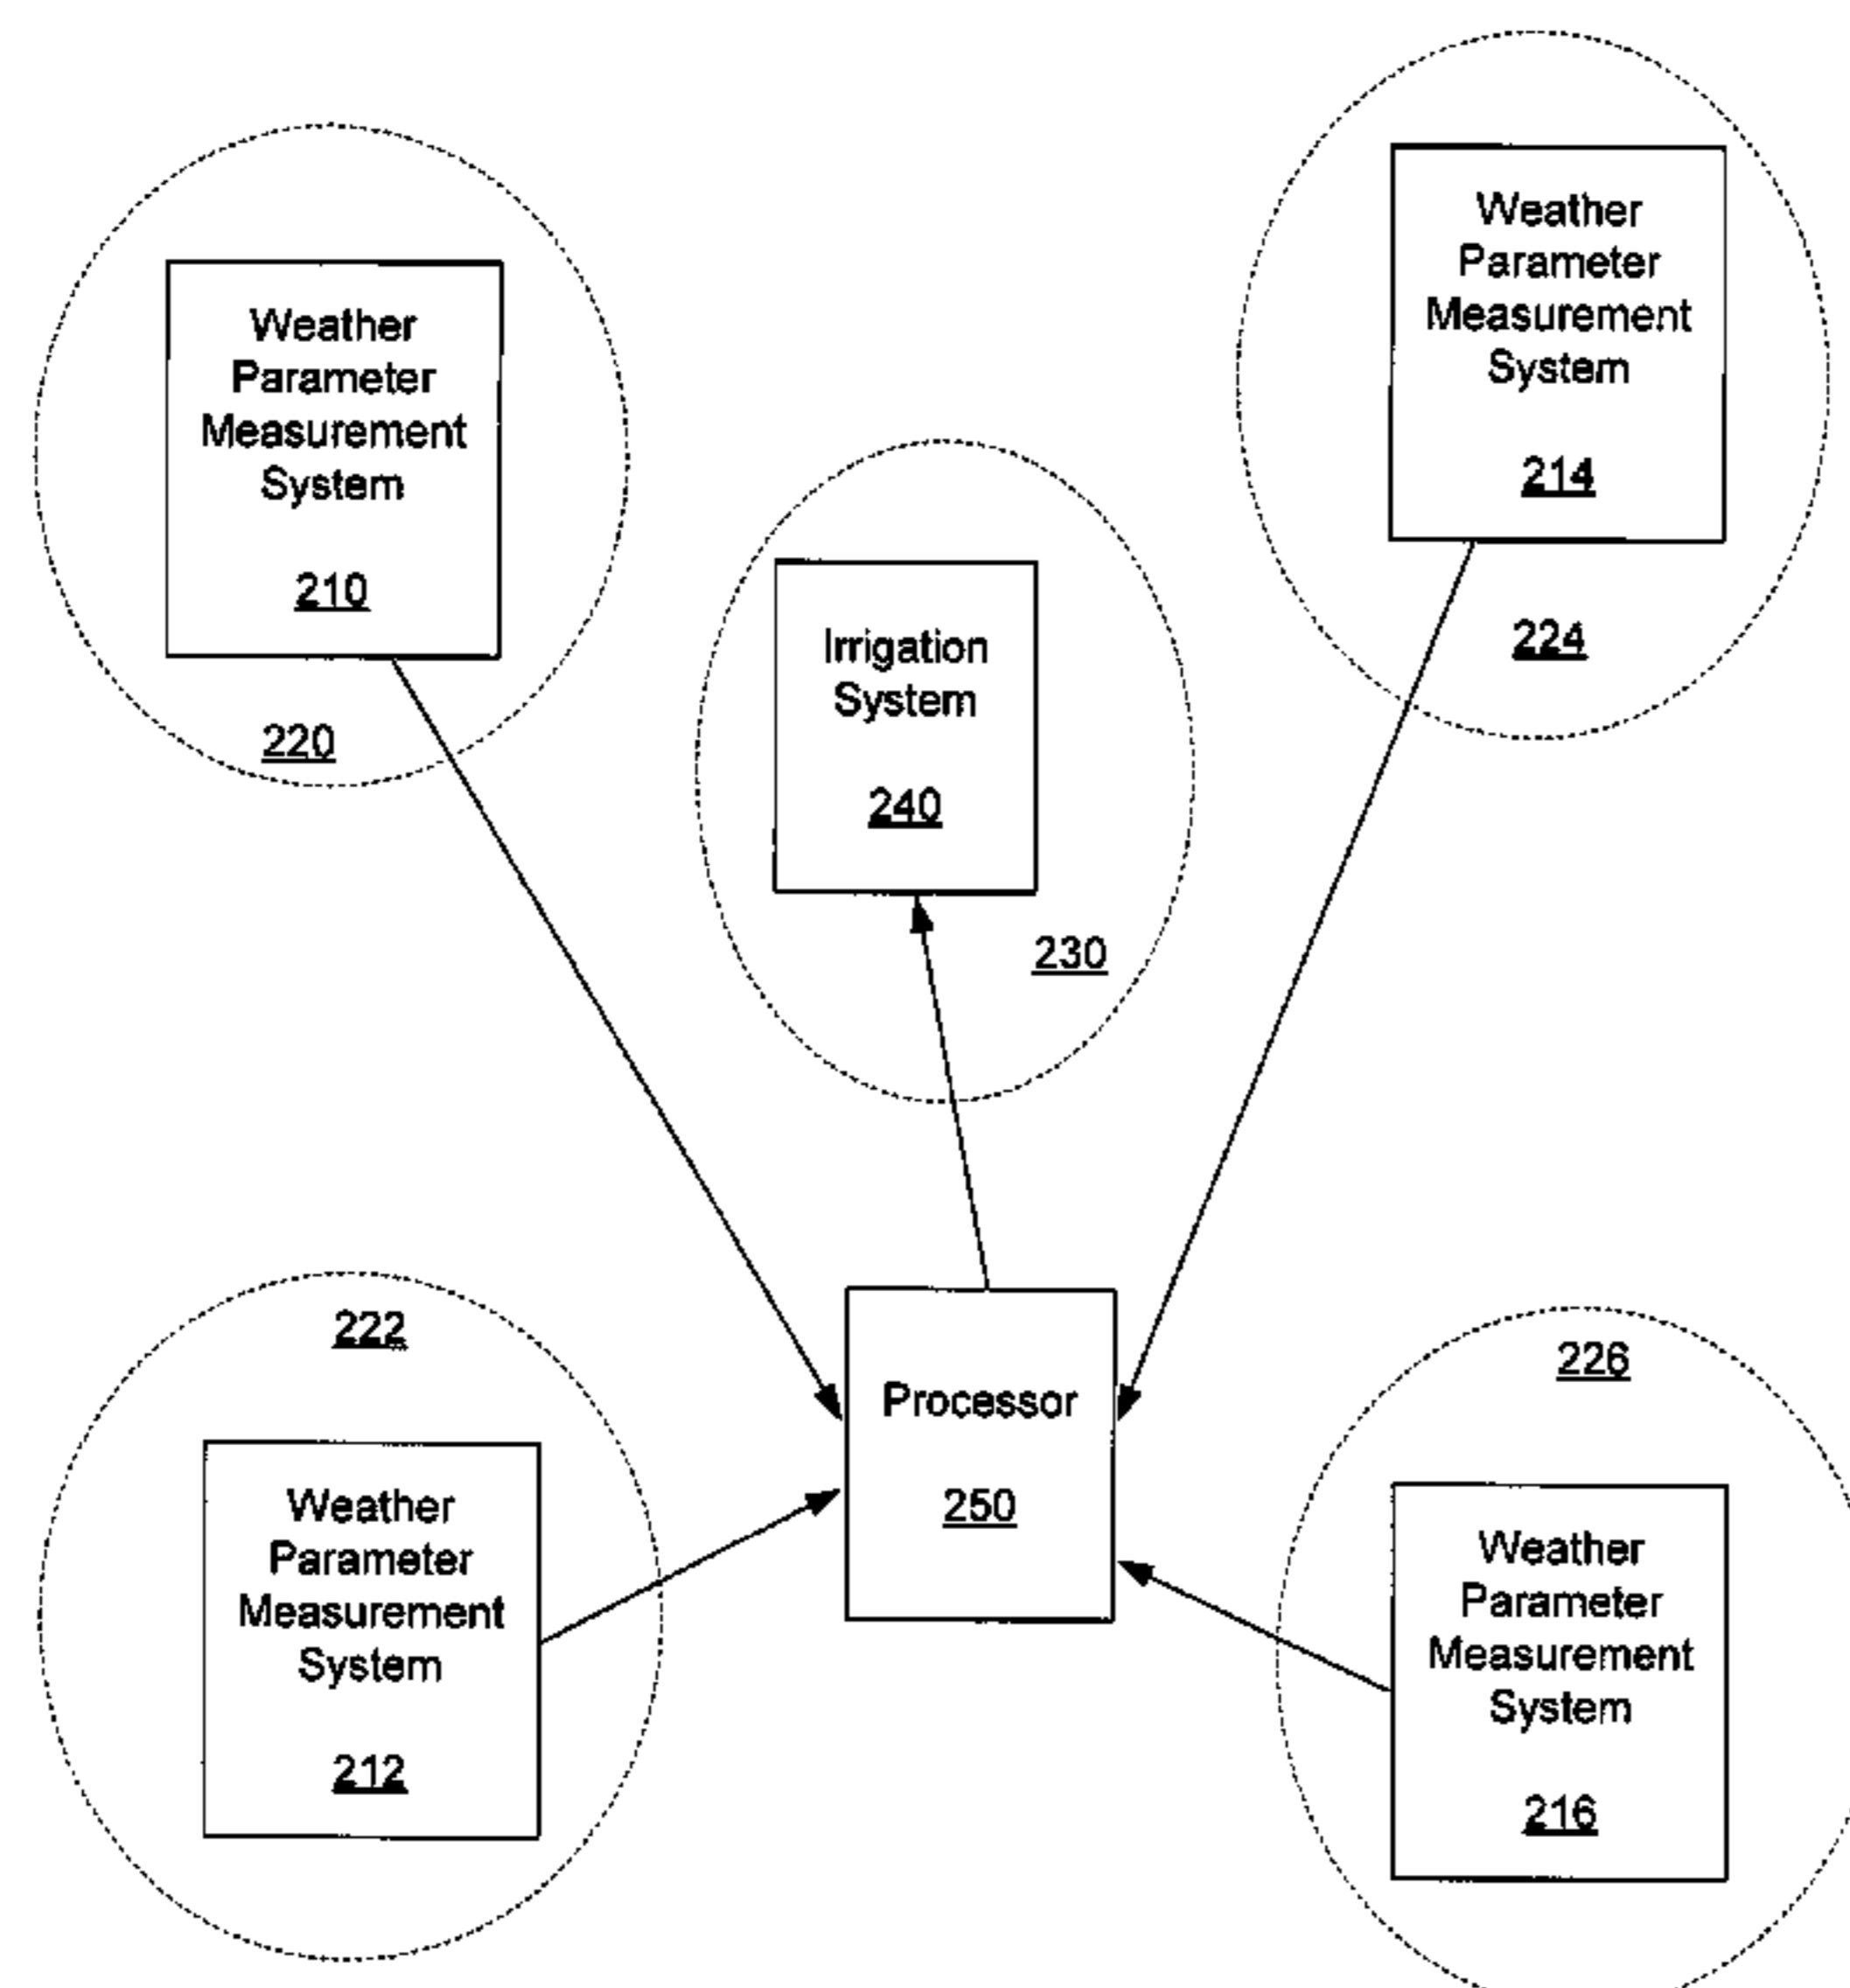 Weather
Parameter
Measurement
System
210
220
Weather
Parameter
Measurement
System
214
224
Irrigation
System
240
230
222
Weather
Parameter
Measurement
System
212
Processor
250
226
Weather
Parameter
Measurement
System
216